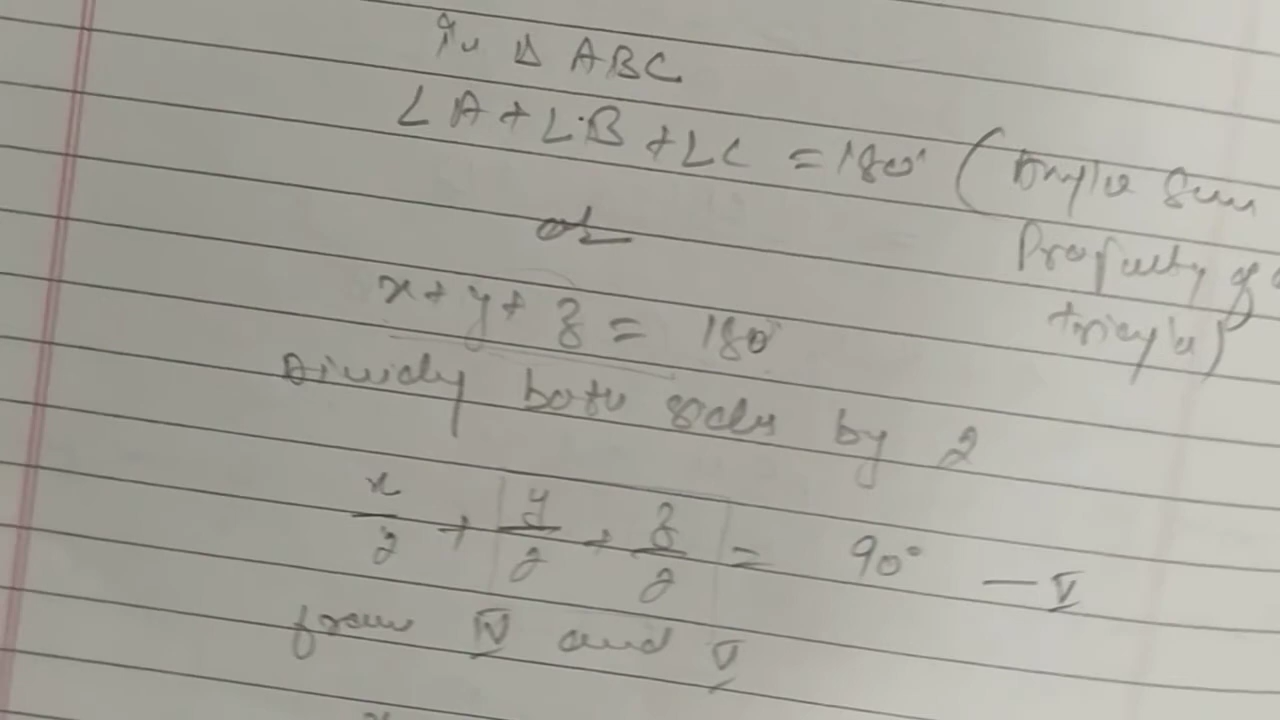 In Δ ABC
∠A + ∠B + ∠C = 180° (Angle Sum
Property of
triangle)
or
x + y + z = 180°
Dividing both sides by 2
x/2 + y/2 + z/2 = 90° — V
from IV and V